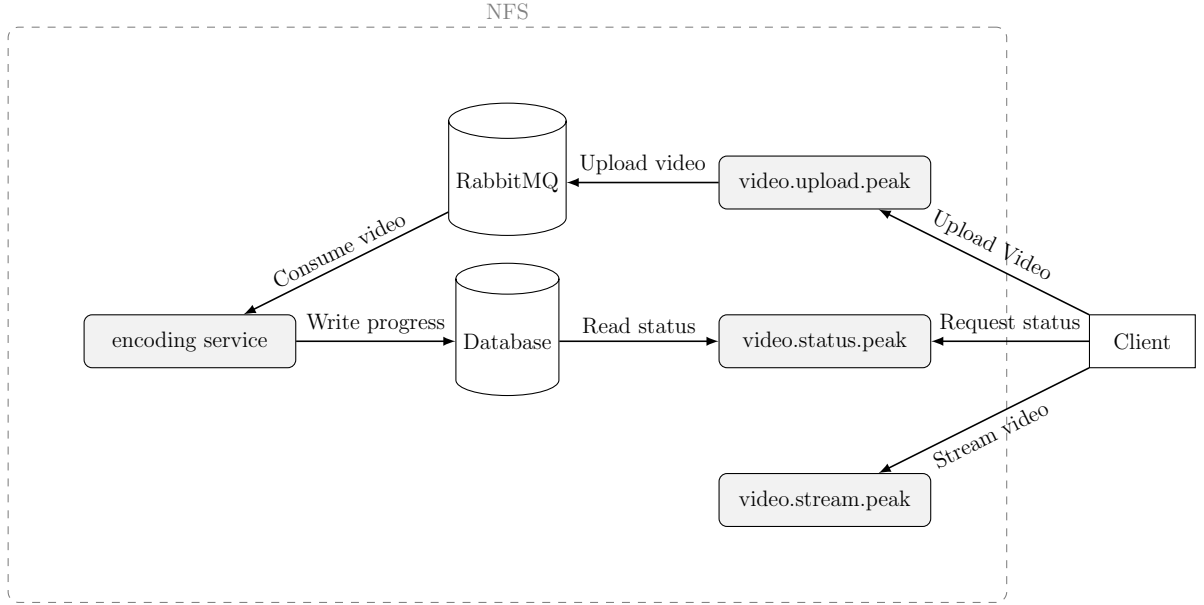 NFS
RabbitMQ
Upload video
video.upload.peak
Upload Video
Consume video
encoding service
Write progress
Database
Read status
video.status.peak
Request status
Client
Stream video
video.stream.peak